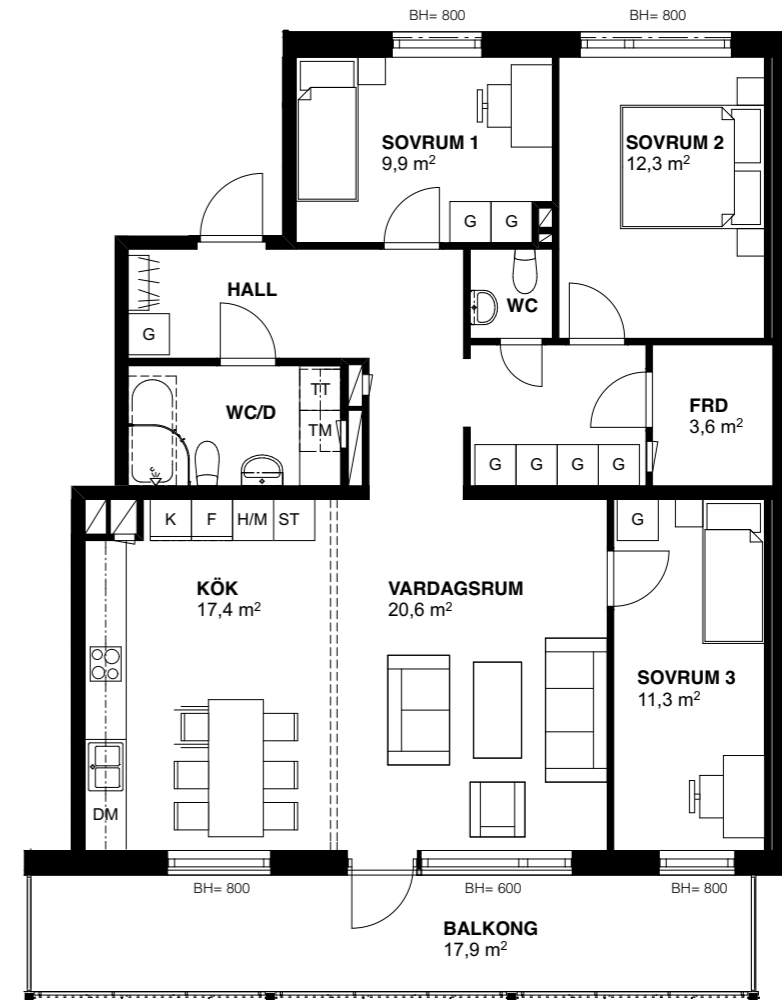 BH= 800
BH= 800
SOVRUM 1
9,9 m²
SOVRUM 2
12,3 m²
G
G
HALL
WC
G
TT
WC/D
TM
FRD
3,6 m²
G
G
G
G
K
F
H/M
ST
G
KÖK
17,4 m²
VARDAGSRUM
20,6 m²
SOVRUM 3
11,3 m²
DM
BH= 800
BH= 600
BH= 800
BALKONG
17,9 m²